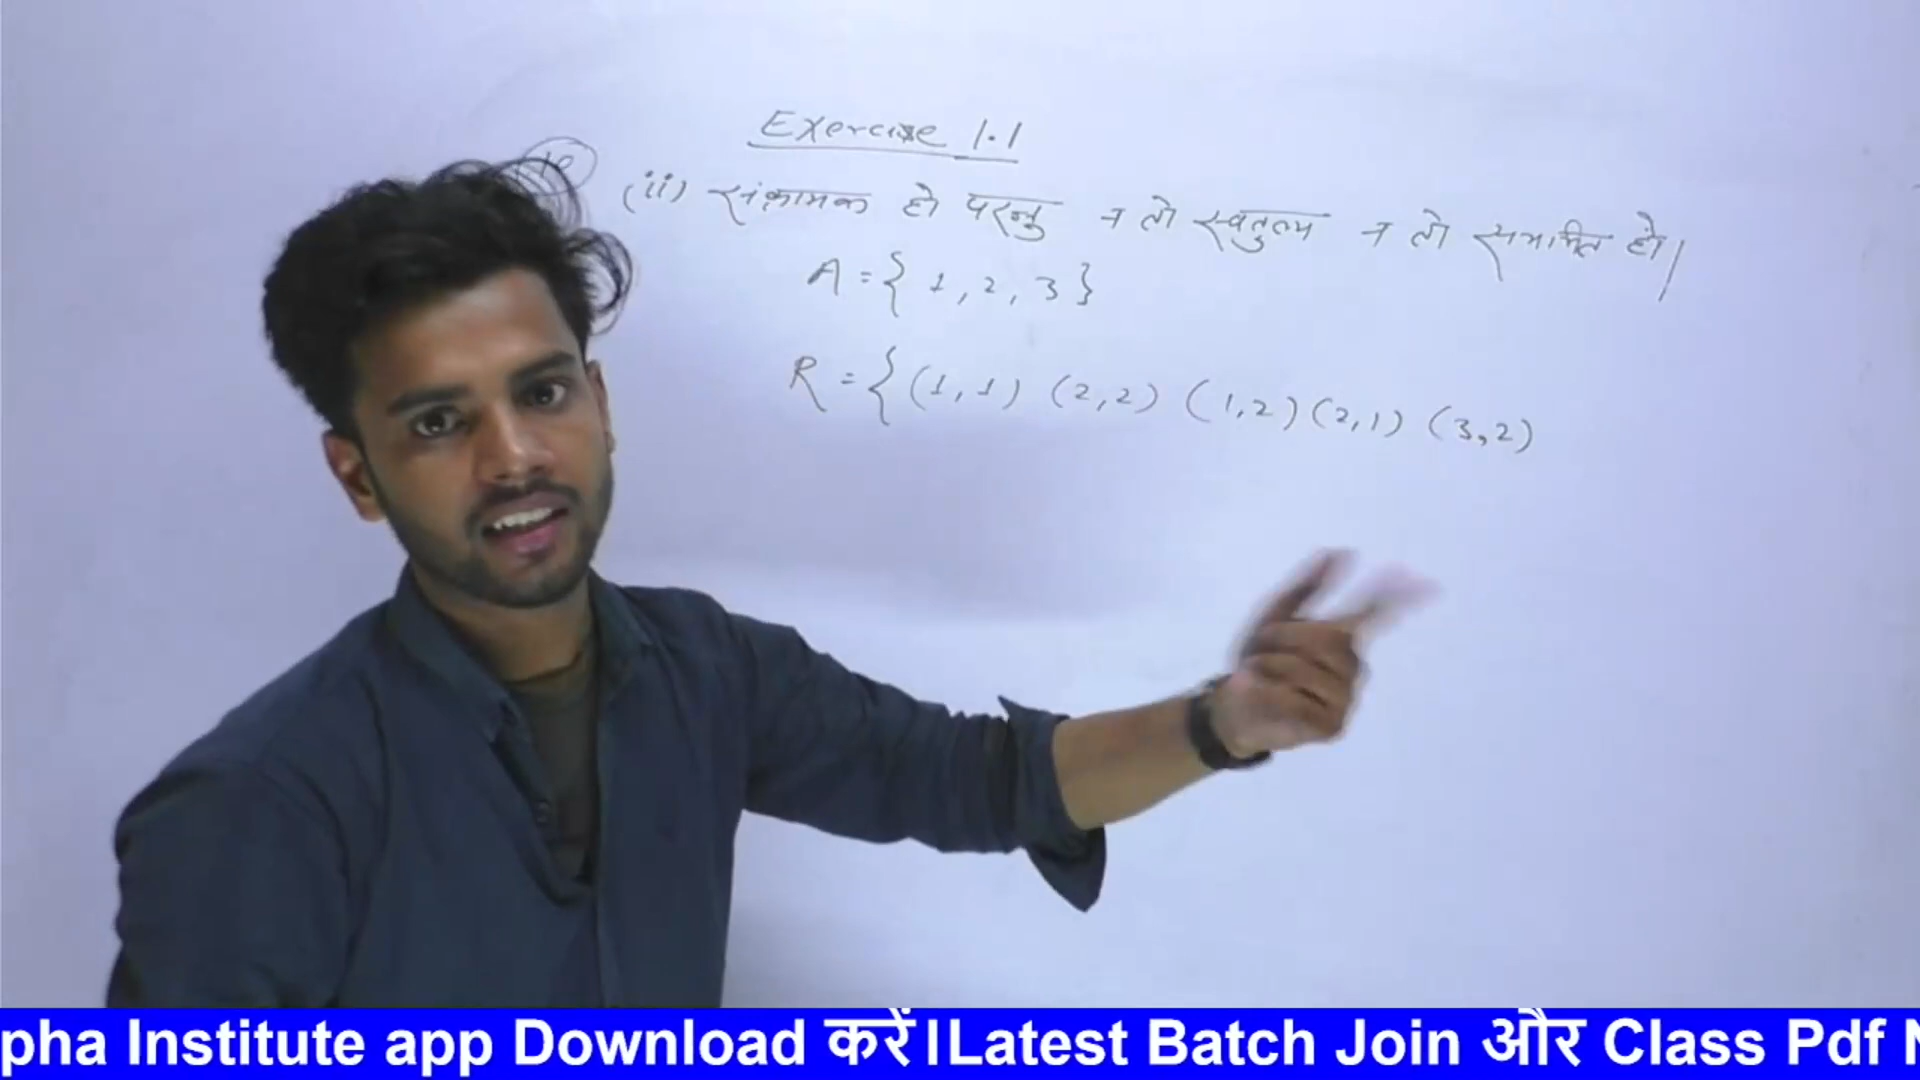 Exercise 1.1
(ii) संक्रामक हो परन्तु न तो स्वतुल्य न तो सममित हो।
A = { 1, 2, 3 }
R = { (1, 1) (2, 2) (1, 2) (2, 1) (3, 2)
pha Institute app Download करें।Latest Batch Join और Class Pdf